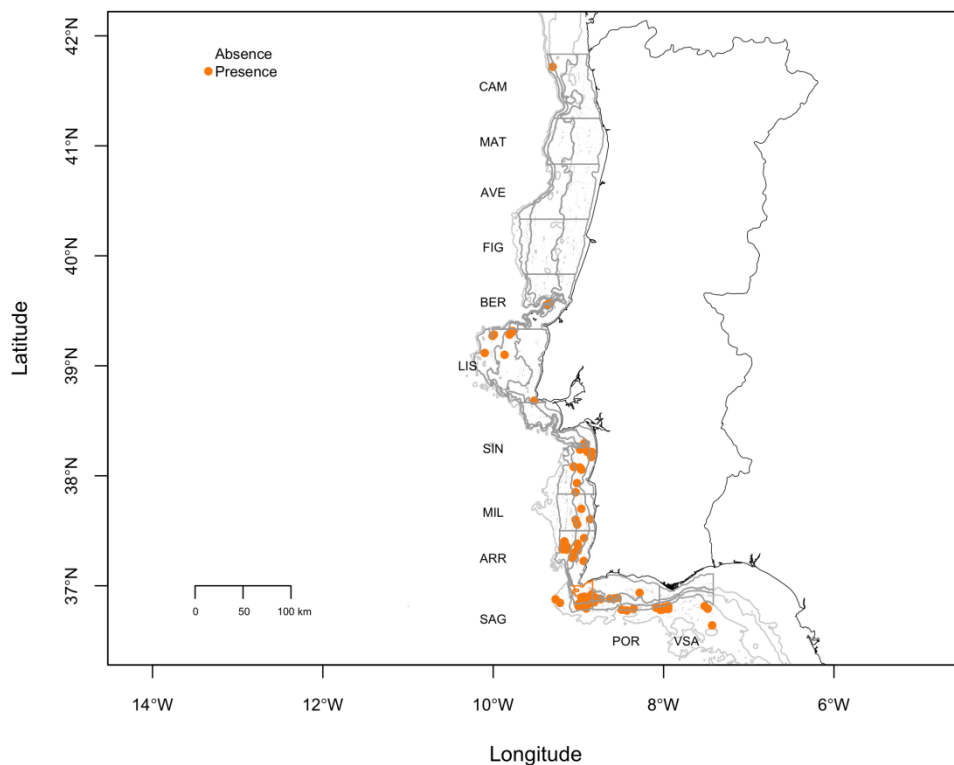 42°N
41°N
40°N
39°N
38°N
37°N
Latitude
Absence
Presence
CAM
MAT
AVE
FIG
BER
LIS
SIN
MIL
ARR
SAG
POR
VSA
0 50 100 km
14°W 12°W 10°W 8°W 6°W
Longitude